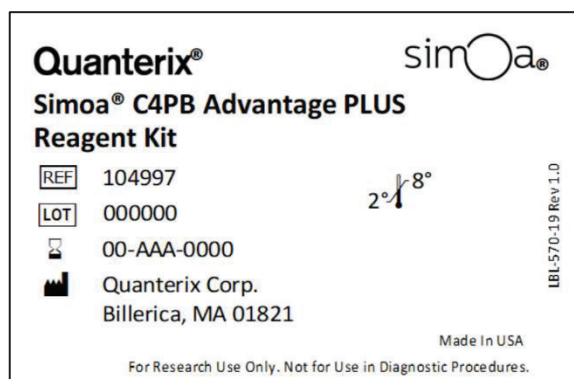 Quanterix®
simoa®
Simoa® C4PB Advantage PLUS
Reagent Kit
REF 104997
2° 8°
LOT 000000
00-AAA-0000
Quanterix Corp.
Billerica, MA 01821
LBL-570-19 Rev 1.0
Made In USA
For Research Use Only. Not for Use in Diagnostic Procedures.